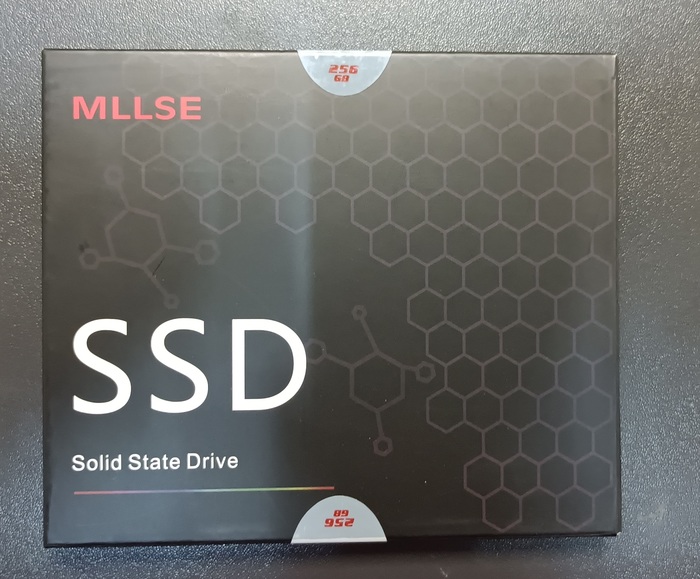 256
GB
MLLSE
SSD
Solid State Drive
256
GB